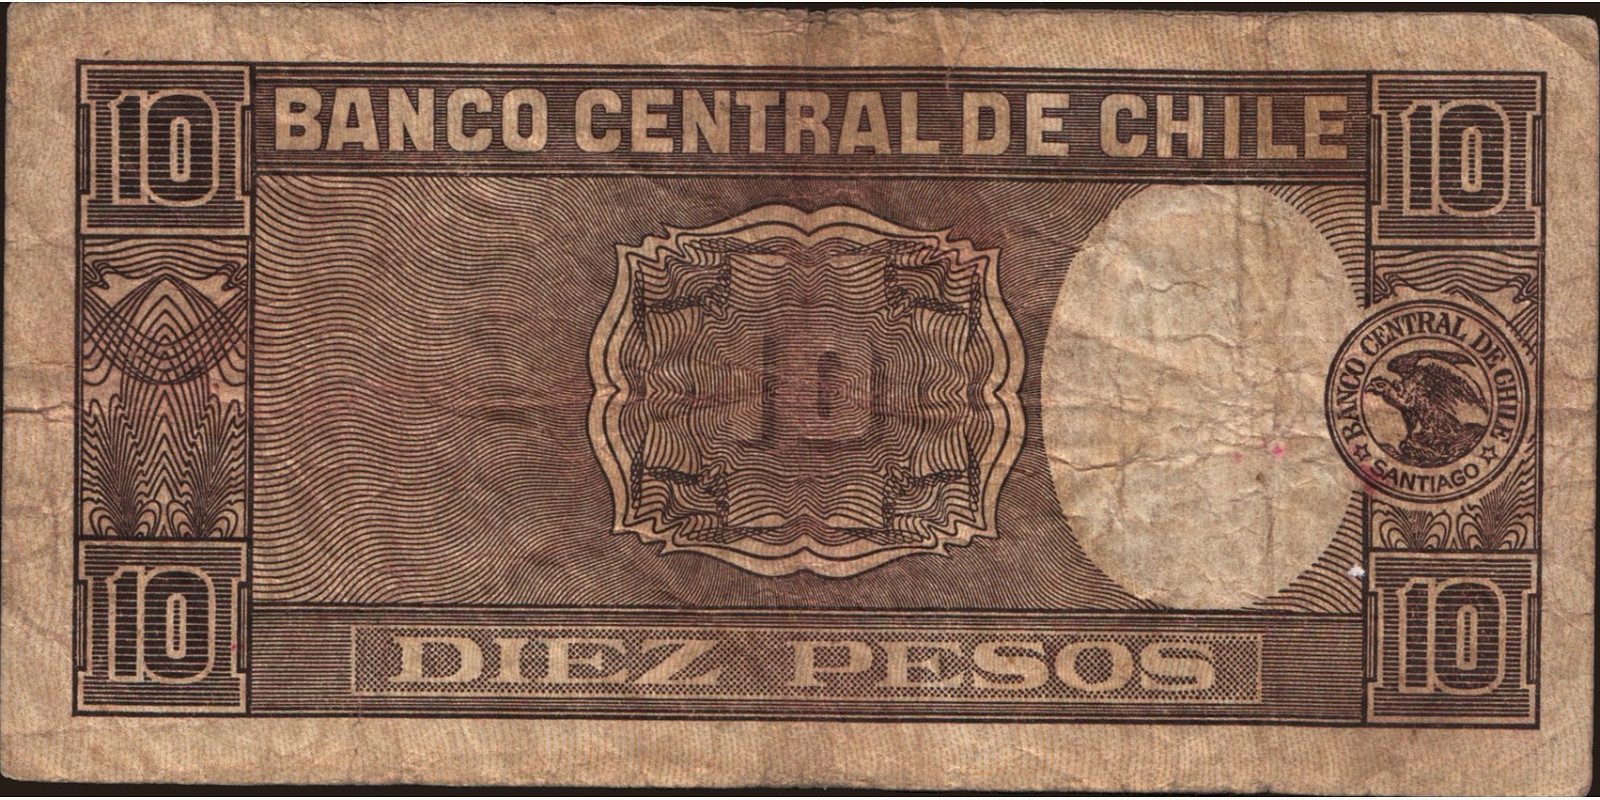 10 BANCO CENTRAL DE CHILE 10
10
BANCO CENTRAL DE CHILE
SANTIAGO
10 DIEZ PESOS 10